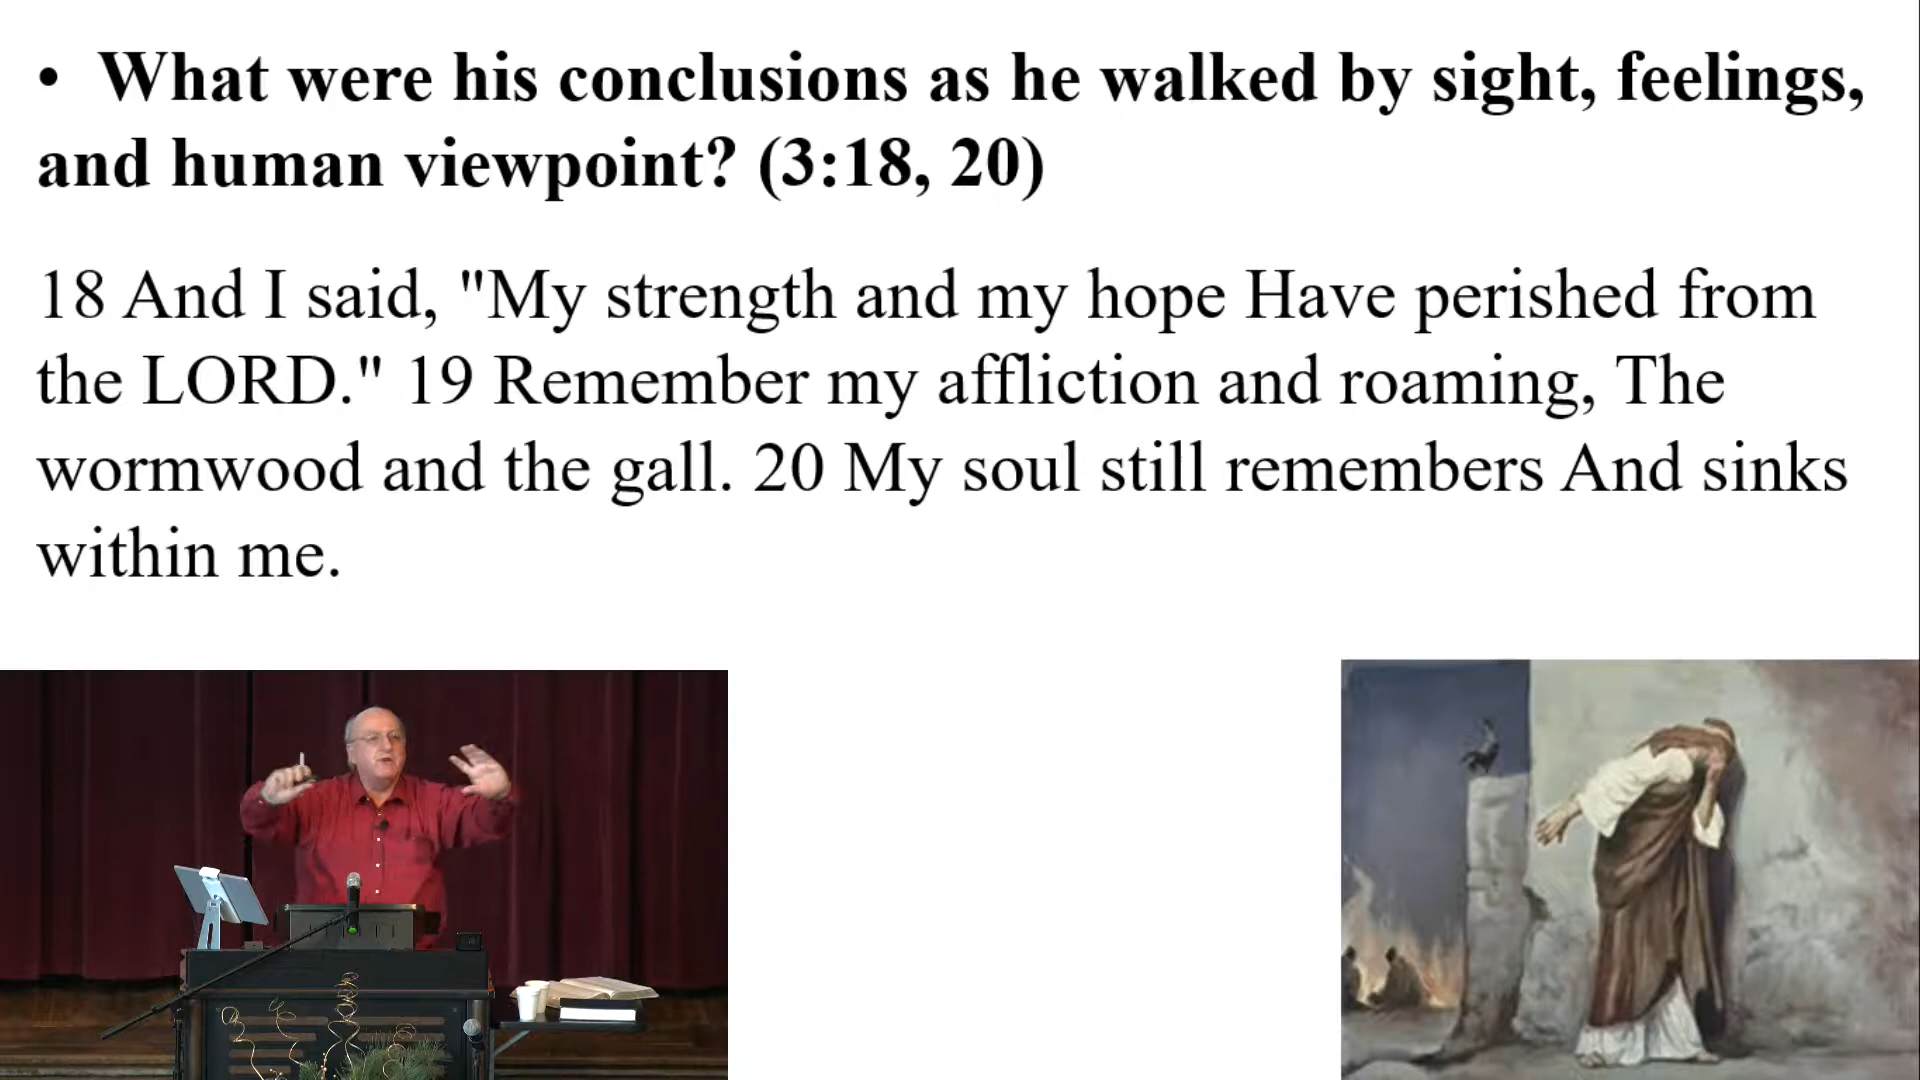 • What were his conclusions as he walked by sight, feelings,
and human viewpoint? (3:18, 20)
18 And I said, "My strength and my hope Have perished from
the LORD." 19 Remember my affliction and roaming, The
wormwood and the gall. 20 My soul still remembers And sinks
within me.